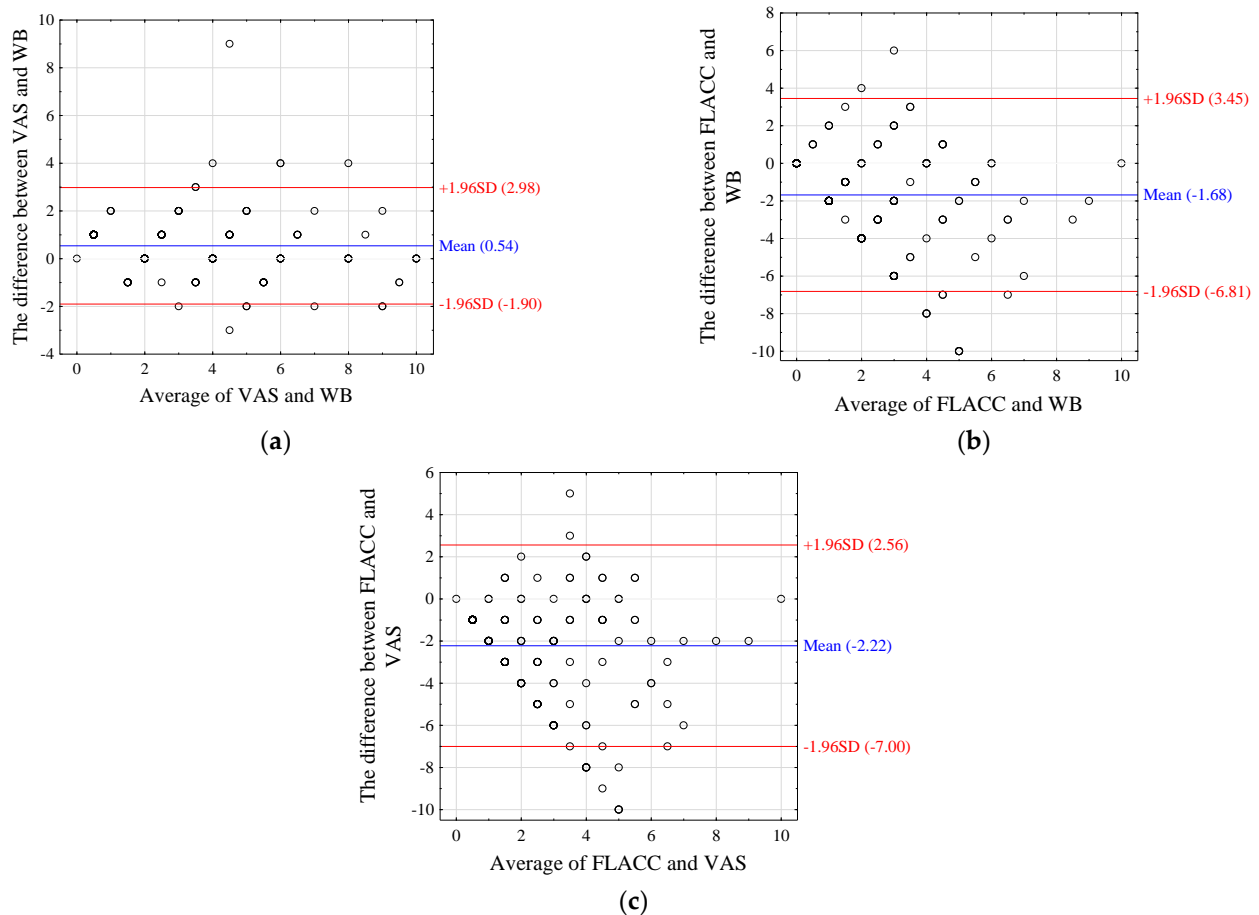 The difference between VAS and WB
10
8
6
4
2
0
-2
-4
+1.96SD (2.98)
Mean (0.54)
-1.96SD (-1.90)
0 2 4 6 8 10
Average of VAS and WB
(a)
The difference between FLACC and
WB
8
6
4
2
0
-2
-4
-6
-8
-10
+1.96SD (3.45)
Mean (-1.68)
-1.96SD (-6.81)
0 2 4 6 8 10
Average of FLACC and WB
(b)
The difference between FLACC and
VAS
6
4
2
0
-2
-4
-6
-8
-10
+1.96SD (2.56)
Mean (-2.22)
-1.96SD (-7.00)
0 2 4 6 8 10
Average of FLACC and VAS
(c)